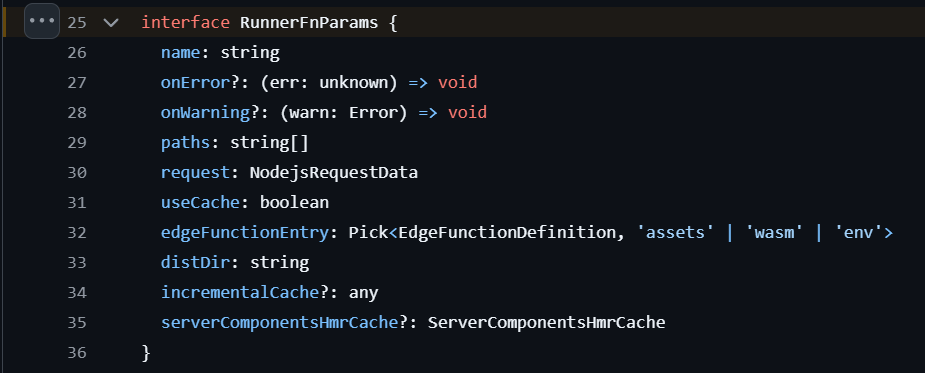 25 interface RunnerFnParams {
26 name: string
27 onError?: (err: unknown) => void
28 onWarning?: (warn: Error) => void
29 paths: string[]
30 request: NodejsRequestData
31 useCache: boolean
32 edgeFunctionEntry: Pick<EdgeFunctionDefinition, 'assets' | 'wasm' | 'env'>
33 distDir: string
34 incrementalCache?: any
35 serverComponentsHmrCache?: ServerComponentsHmrCache
36 }